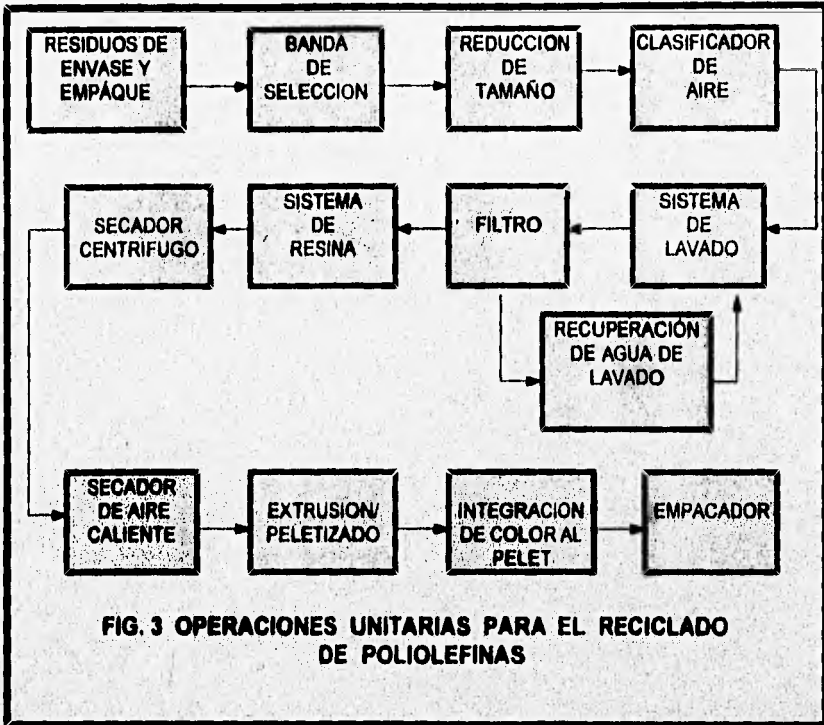 RESIDUOS DE
ENVASE Y
EMPÁQUE
BANDA
DE
SELECCION
REDUCCION
DE
TAMAÑO
CLASIFICADOR
DE
AIRE
SECADOR
CENTRIFUGO
SISTEMA
DE
RESINA
FILTRO
SISTEMA
DE
LAVADO
RECUPERACIÓN
DE AGUA DE
LAVADO
SECADOR
DE AIRE
CALIENTE
EXTRUSION/
PELETIZADO
INTEGRACION
DE COLOR AL
PELET
EMPACADOR
FIG. 3 OPERACIONES UNITARIAS PARA EL RECICLADO
DE POLIOLEFINAS